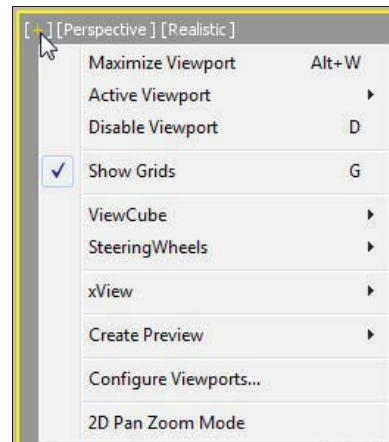 [+][Perspective][Realistic]
Maximize Viewport Alt+W
Active Viewport
Disable Viewport D
Show Grids G
ViewCube
SteeringWheels
xView
Create Preview
Configure Viewports...
2D Pan Zoom Mode